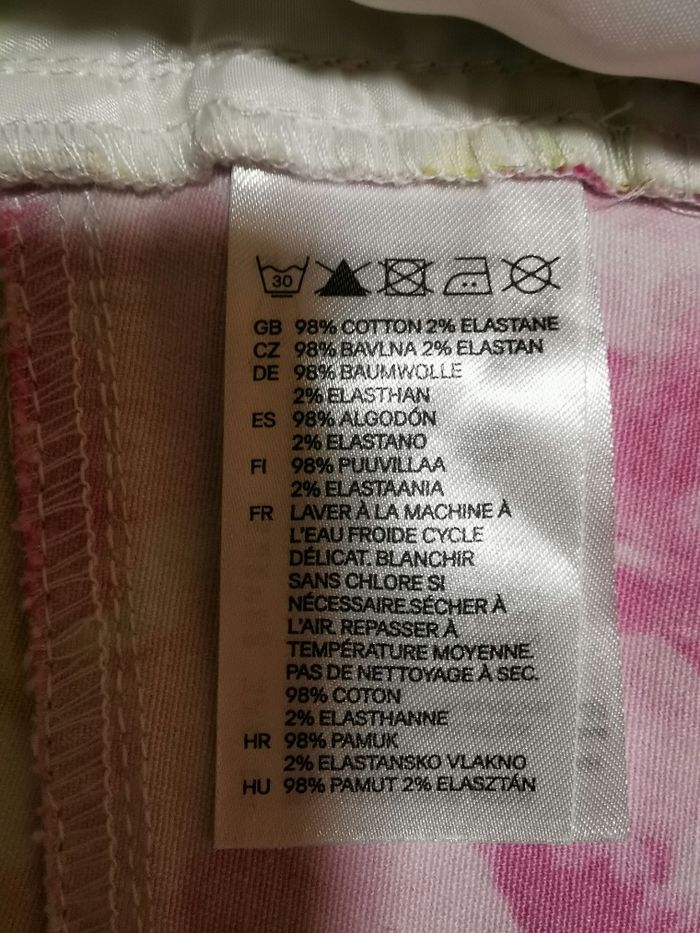 30
GB 98% COTTON 2% ELASTANE
CZ 98% BAVLNA 2% ELASTAN
DE 98% BAUMWOLLE
2% ELASTHAN
ES 98% ALGODÓN
2% ELASTANO
FI 98% PUUVILLAA
2% ELASTAANIA
FR LAVER À LA MACHINE À
L'EAU FROIDE CYCLE
DÉLICAT. BLANCHIR
SANS CHLORE SI
NÉCESSAIRE.SÉCHER À
L'AIR. REPASSER À
TEMPÉRATURE MOYENNE.
PAS DE NETTOYAGE À SEC.
98% COTON
2% ELASTHANNE
HR 98% PAMUK
2% ELASTANSKO VLAKNO
HU 98% PAMUT 2% ELASZTÁN